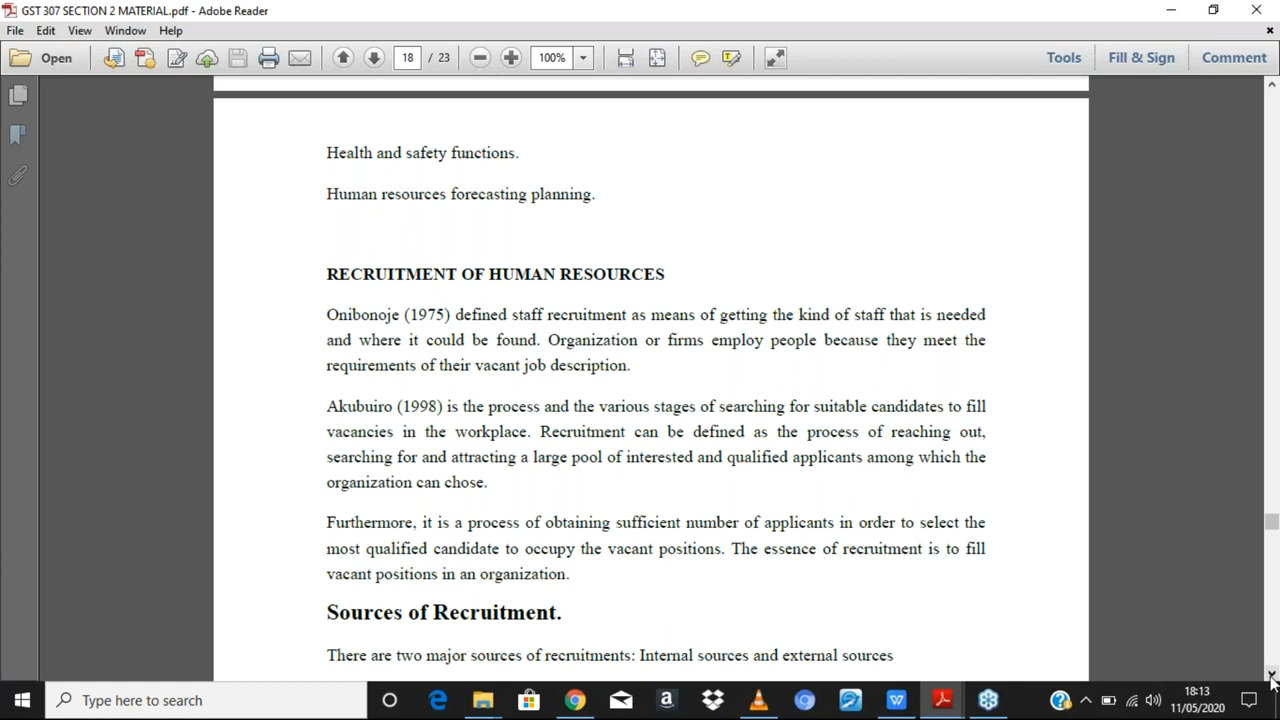 GST 307 SECTION 2 MATERIAL.pdf - Adobe Reader
File Edit View Window Help
Open 18 / 23 100% Tools Fill & Sign Comment
Health and safety functions.
Human resources forecasting planning.
RECRUITMENT OF HUMAN RESOURCES
Onibonoje (1975) defined staff recruitment as means of getting the kind of staff that is needed
and where it could be found. Organization or firms employ people because they meet the
requirements of their vacant job description.
Akubuiro (1998) is the process and the various stages of searching for suitable candidates to fill
vacancies in the workplace. Recruitment can be defined as the process of reaching out,
searching for and attracting a large pool of interested and qualified applicants among which the
organization can chose.
Furthermore, it is a process of obtaining sufficient number of applicants in order to select the
most qualified candidate to occupy the vacant positions. The essence of recruitment is to fill
vacant positions in an organization.
Sources of Recruitment.
There are two major sources of recruitments: Internal sources and external sources
Type here to search
18:13
11/05/2020